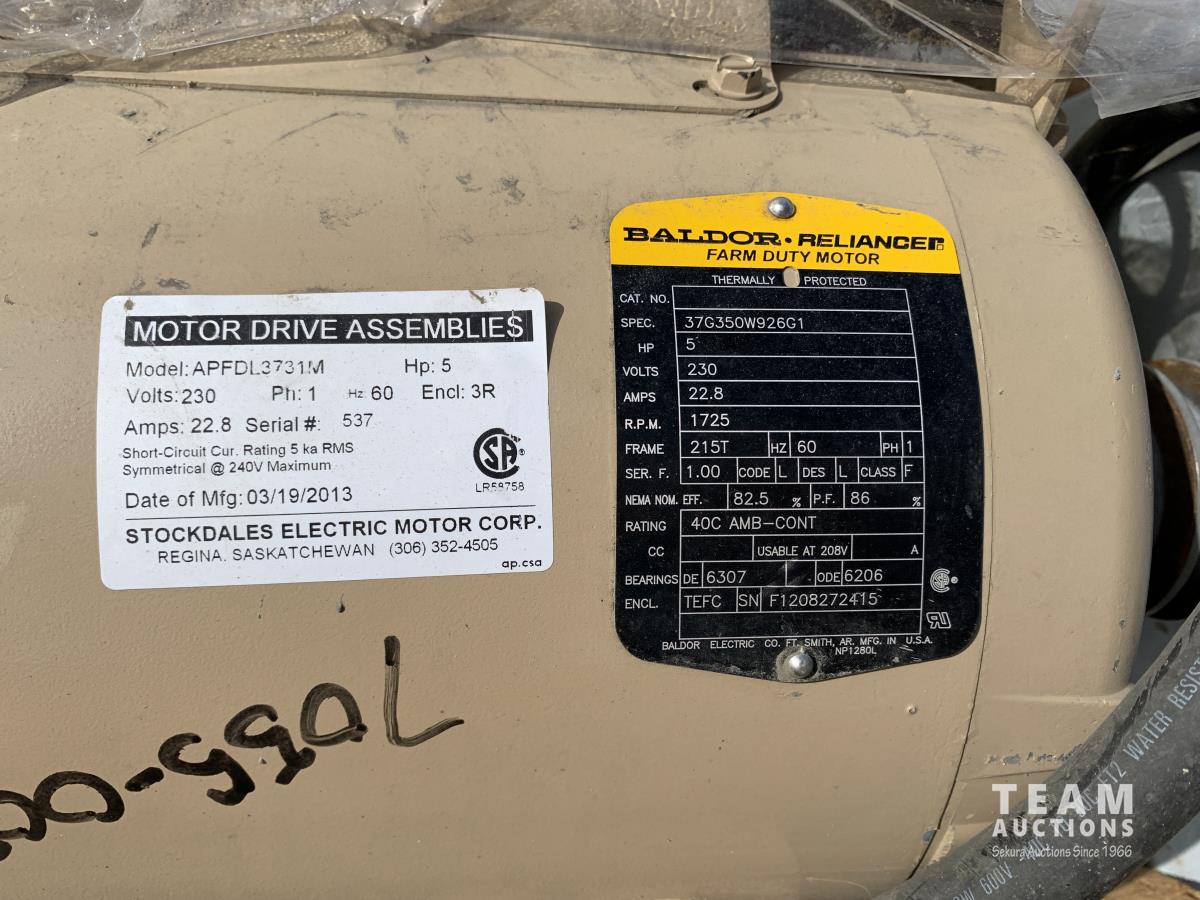 MOTOR DRIVE ASSEMBLIES
Model: APFDL3731M Hp: 5
Volts: 230 Ph: 1 Hz 60 Encl: 3R
Amps: 22.8 Serial #: 537
Short-Circuit Cur. Rating 5 ka RMS
Symmetrical @ 240V Maximum
Date of Mfg: 03/19/2013
SA ®
LR58758
STOCKDALES ELECTRIC MOTOR CORP.
REGINA, SASKATCHEWAN (306) 352-4505
ap.csa
BALDOR • RELIANCER
FARM DUTY MOTOR
THERMALLY PROTECTED
CAT. NO.
SPEC. 37G350W926G1
HP 5
VOLTS 230
AMPS 22.8
R.P.M. 1725
FRAME 215T HZ 60 PH 1
SER. F. 1.00 CODE L DES L CLASS F
NEMA NOM. EFF. 82.5 % P.F. 86 %
RATING 40C AMB-CONT
CC USABLE AT 208V A
BEARINGS DE 6307 ODE 6206
ENCL. TEFC SN F1208272415
BALDOR ELECTRIC CO. FT. SMITH, AR. MFG. IN U.S.A.
NP1280L
WATER RESIS
600V
TEAM
AUCTIONS
Sekura Auctions Since 1966